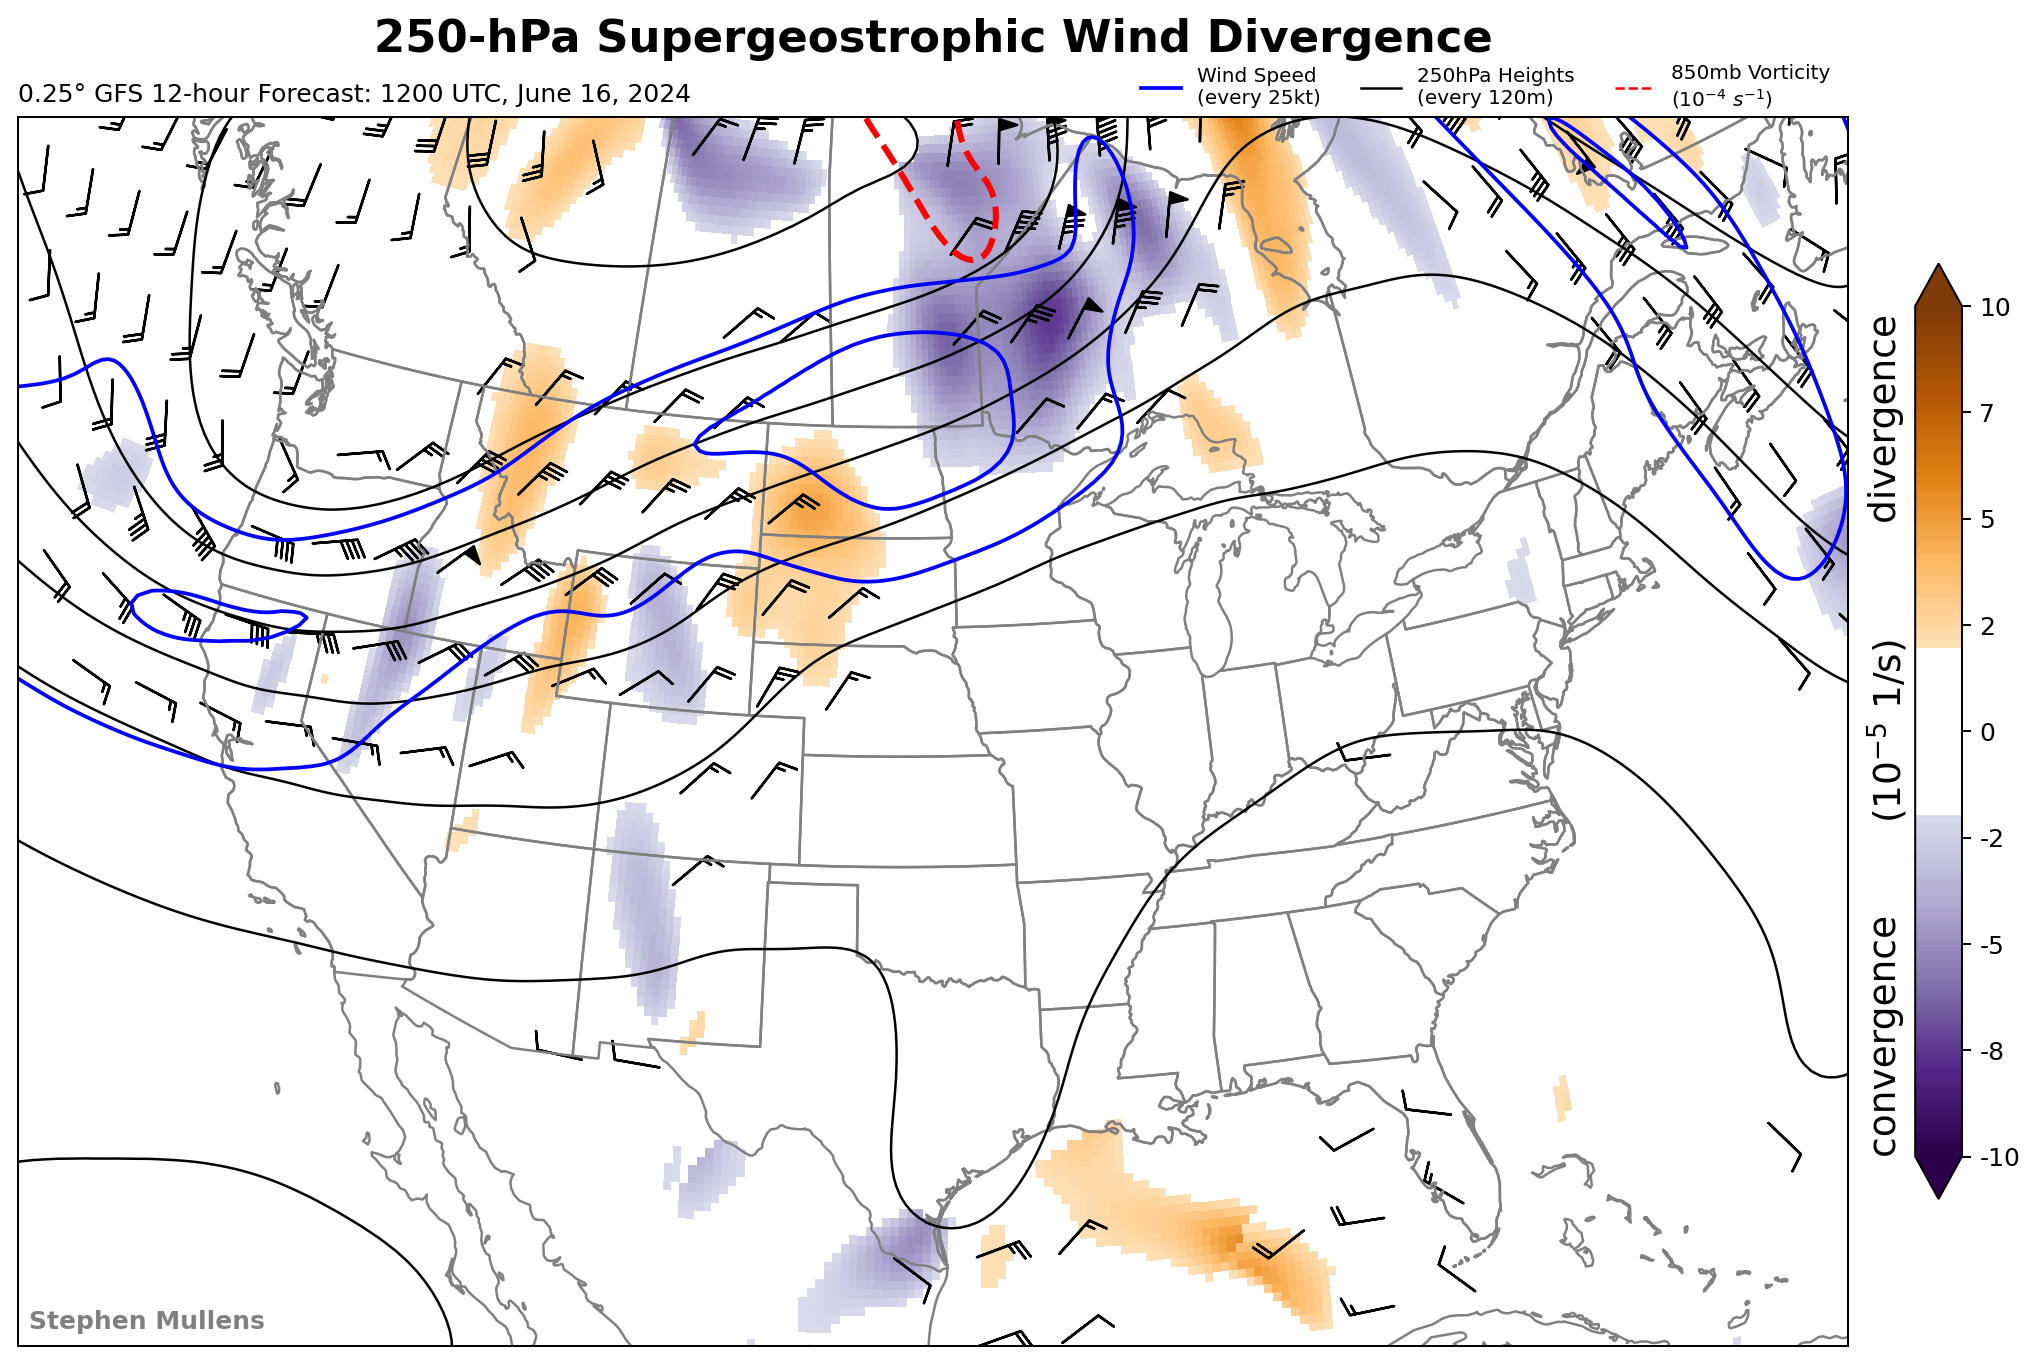 250-hPa Supergeostrophic Wind Divergence
0.25° GFS 12-hour Forecast: 1200 UTC, June 16, 2024
Wind Speed
(every 25kt)
250hPa Heights
(every 120m)
850mb Vorticity
(10⁻⁴ s⁻¹)
10
7
5
2
0
-2
-5
-8
-10
convergence (10⁻⁵ 1/s) divergence
Stephen Mullens